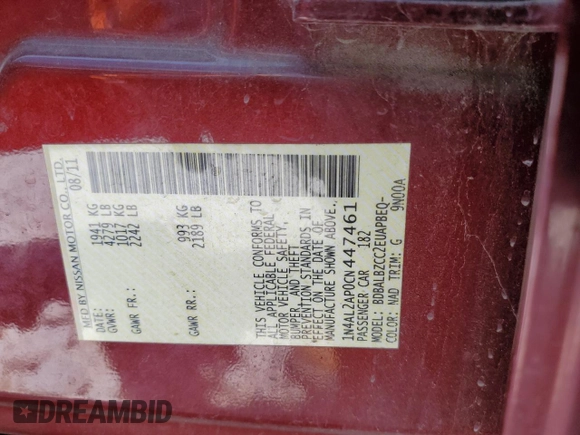 MFD BY NISSAN MOTOR CO., LTD.
DATE: 08/11
GVWR: 1941 KG
4279 LB
GAWR FR.: 1017 KG
2242 LB
GAWR RR.: 993 KG
2189 LB
THIS VEHICLE CONFORMS TO
ALL APPLICABLE FEDERAL
MOTOR VEHICLE SAFETY,
BUMPER, AND THEFT
PREVENTION STANDARDS IN
EFFECT ON THE DATE OF
MANUFACTURE SHOWN ABOVE.
1N4AL2AP0CN447461
PASSENGER CAR 182
MODEL: BDBALBZCCZEUAPBEQ-
COLOR: NAD TRIM: G 9N00A
DREAMBID